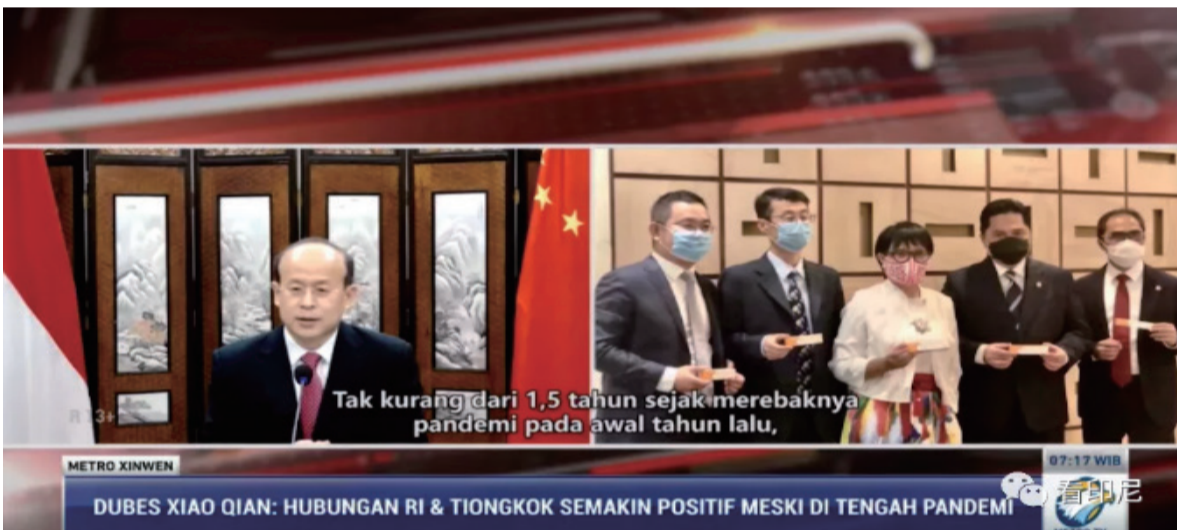 Tak kurang dari 1,5 tahun sejak merebaknya
pandemi pada awal tahun lalu,
R 13+
METRO XINWEN
07:17 WIB
DUBES XIAO QIAN: HUBUNGAN RI & TIONGKOK SEMAKIN POSITIF MESKI DI TENGAH PANDEMI
看印尼